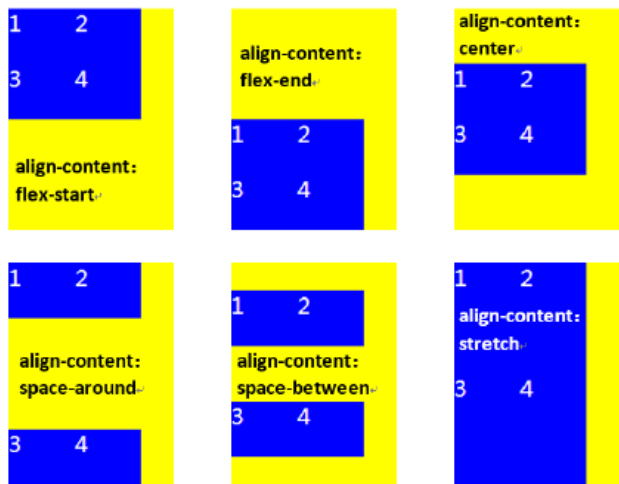 1 2
3 4
align-content:
flex-start
align-content:
flex-end
1 2
3 4
align-content:
center
1 2
3 4
1 2
align-content:
space-around
3 4
1 2
align-content:
space-between
3 4
1 2
align-content:
stretch
3 4